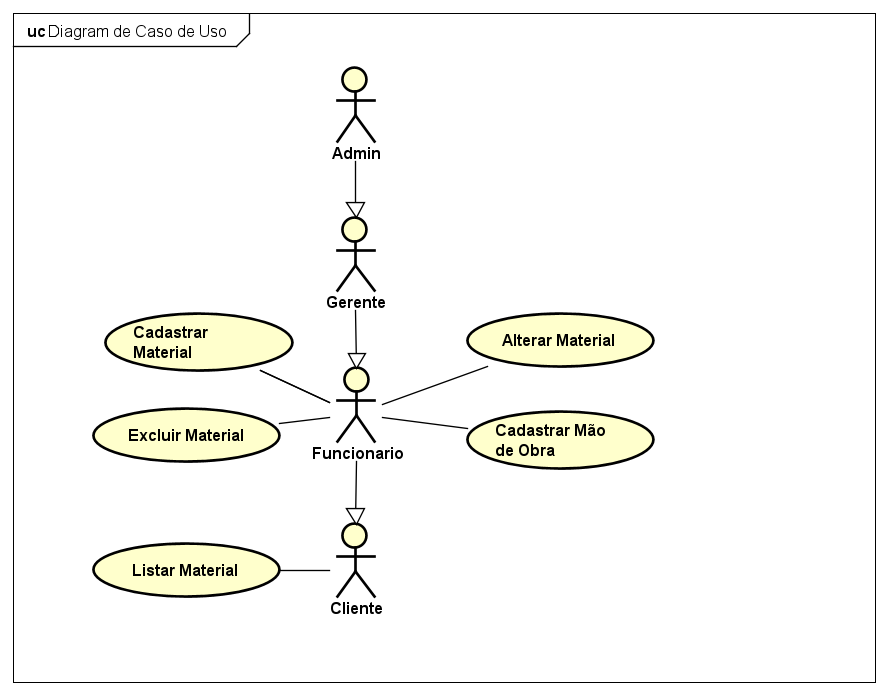 uc Diagram de Caso de Uso
Admin
Gerente
Cadastrar
Material
Alterar Material
Excluir Material
Cadastrar Mão
de Obra
Funcionario
Listar Material
Cliente